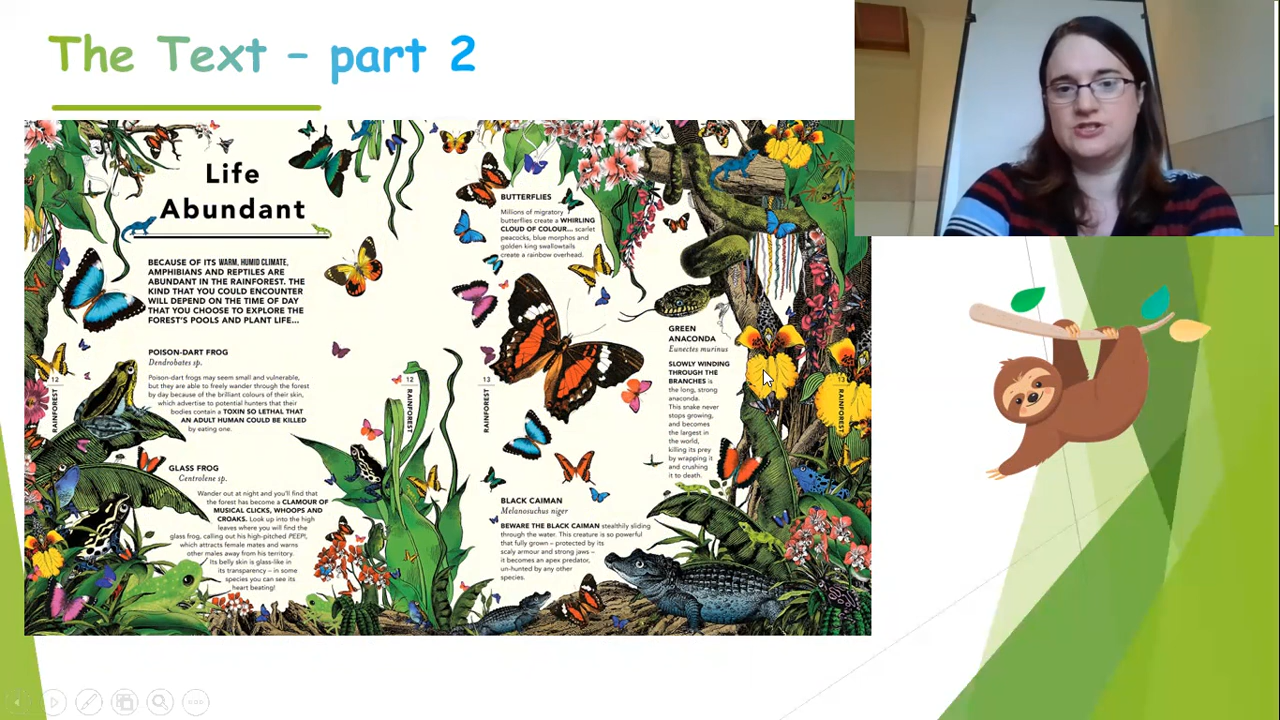 The Text – part 2
Life
Abundant
BECAUSE OF ITS WARM, HUMID CLIMATE,
AMPHIBIANS AND REPTILES ARE
ABUNDANT IN THE RAINFOREST. THE
KIND THAT YOU COULD ENCOUNTER
WILL DEPEND ON THE TIME OF DAY
THAT YOU CHOOSE TO EXPLORE THE
FOREST'S POOLS AND PLANT LIFE...
POISON-DART FROG
Dendrobates sp.
Poison-dart frogs may seem small and vulnerable,
but they are able to freely wander through the forest
by day because of the brilliant colours of their skin,
which advertise to potential hunters that their
bodies contain a TOXIN SO LETHAL THAT
AN ADULT HUMAN COULD BE KILLED
by eating one.
GLASS FROG
Centrolene sp.
Wander out at night and you'll find that
the forest has become a CLAMOUR OF
MUSICAL CLICKS, WHOOPS AND
CROAKS. Look up into the high
leaves where you will find the
glass frog, calling out his high-pitched PEEP!,
which attracts female mates and warns
other males away from his territory.
Its belly skin is glass-like in
its transparency – in some
species you can see its
heart beating!
12
RAINFOREST
12
RAINFOREST
13
RAINFOREST
BUTTERFLIES
Millions of migratory
butterflies create a WHIRLING
CLOUD OF COLOUR... scarlet
peacocks, blue morphos and
golden king swallowtails
create a rainbow overhead.
GREEN
ANACONDA
Eunectes murinus
SLOWLY WINDING
THROUGH THE
BRANCHES is
the long, strong
anaconda.
This snake never
stops growing,
and becomes
the largest in
the world,
killing its prey
by wrapping it
and crushing
it to death.
BLACK CAIMAN
Melanosuchus niger
BEWARE THE BLACK CAIMAN stealthily sliding
through the water. This creature is so powerful
that fully grown – protected by its
scaly armour and strong jaws –
it becomes an apex predator,
un-hunted by any other
species.
13
RAINFOREST